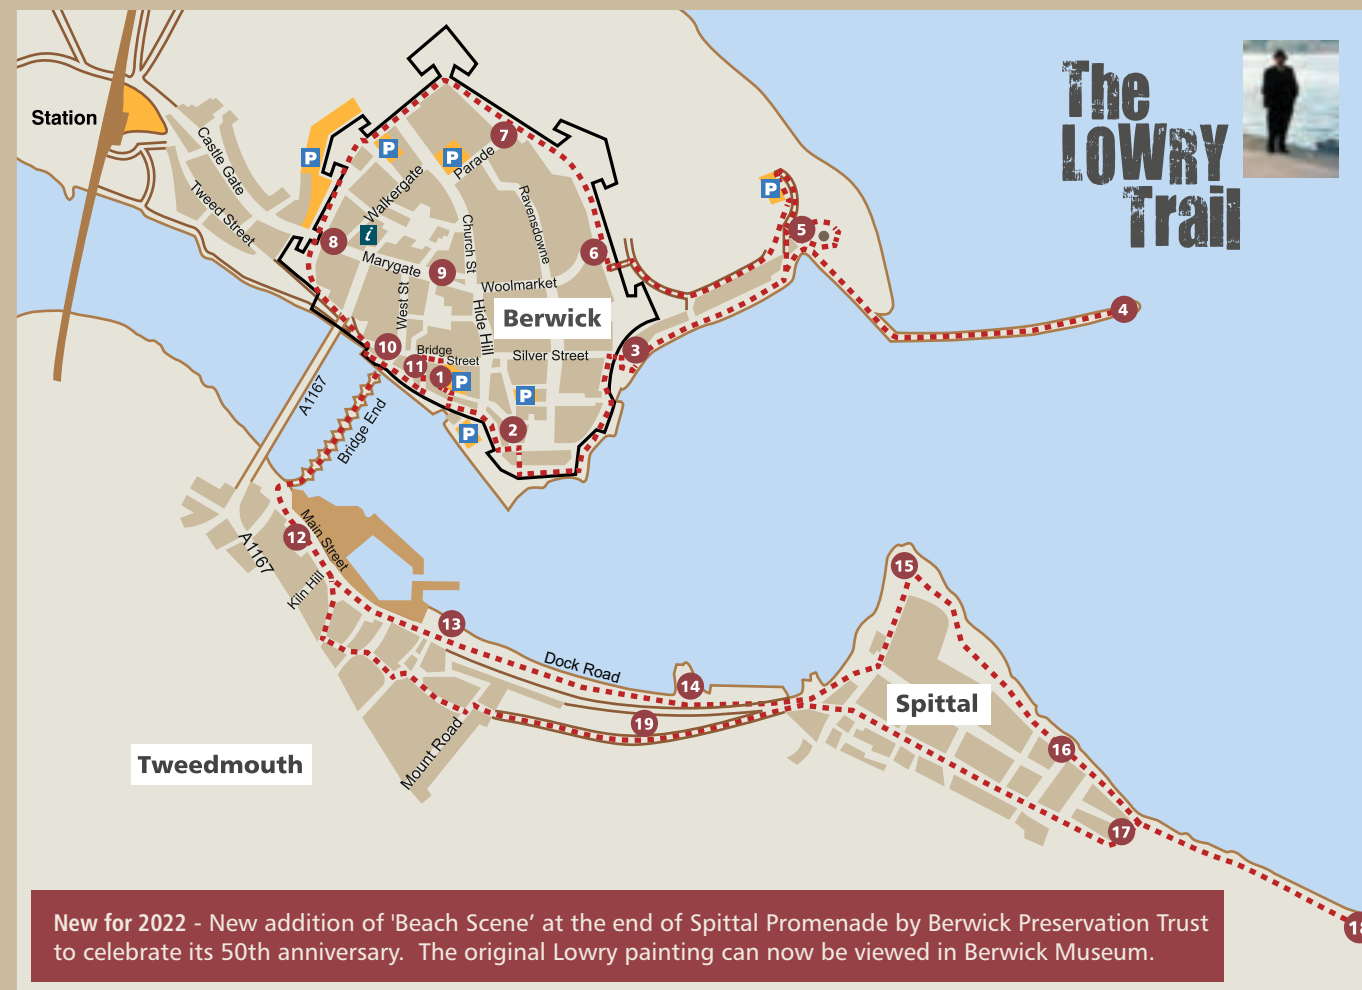 The
LOWRY
Trail
Station
Castle Gate
Tweed Street
P
P
P
Parade
7
Walkergate
Ravensdowne
Church St
8
i
Marygate
9
6
Woolmarket
West St
Hide Hill
Berwick
P
5
4
3
10
Bridge
Street
11
1
P
Silver Street
P
2
P
A1167
Bridge End
12
Main Street
A1167
Kiln Hill
13
Dock Road
14
19
15
Spittal
16
17
18
Mount Road
Tweedmouth
New for 2022 - New addition of 'Beach Scene’ at the end of Spittal Promenade by Berwick Preservation Trust
to celebrate its 50th anniversary.  The original Lowry painting can now be viewed in Berwick Museum.